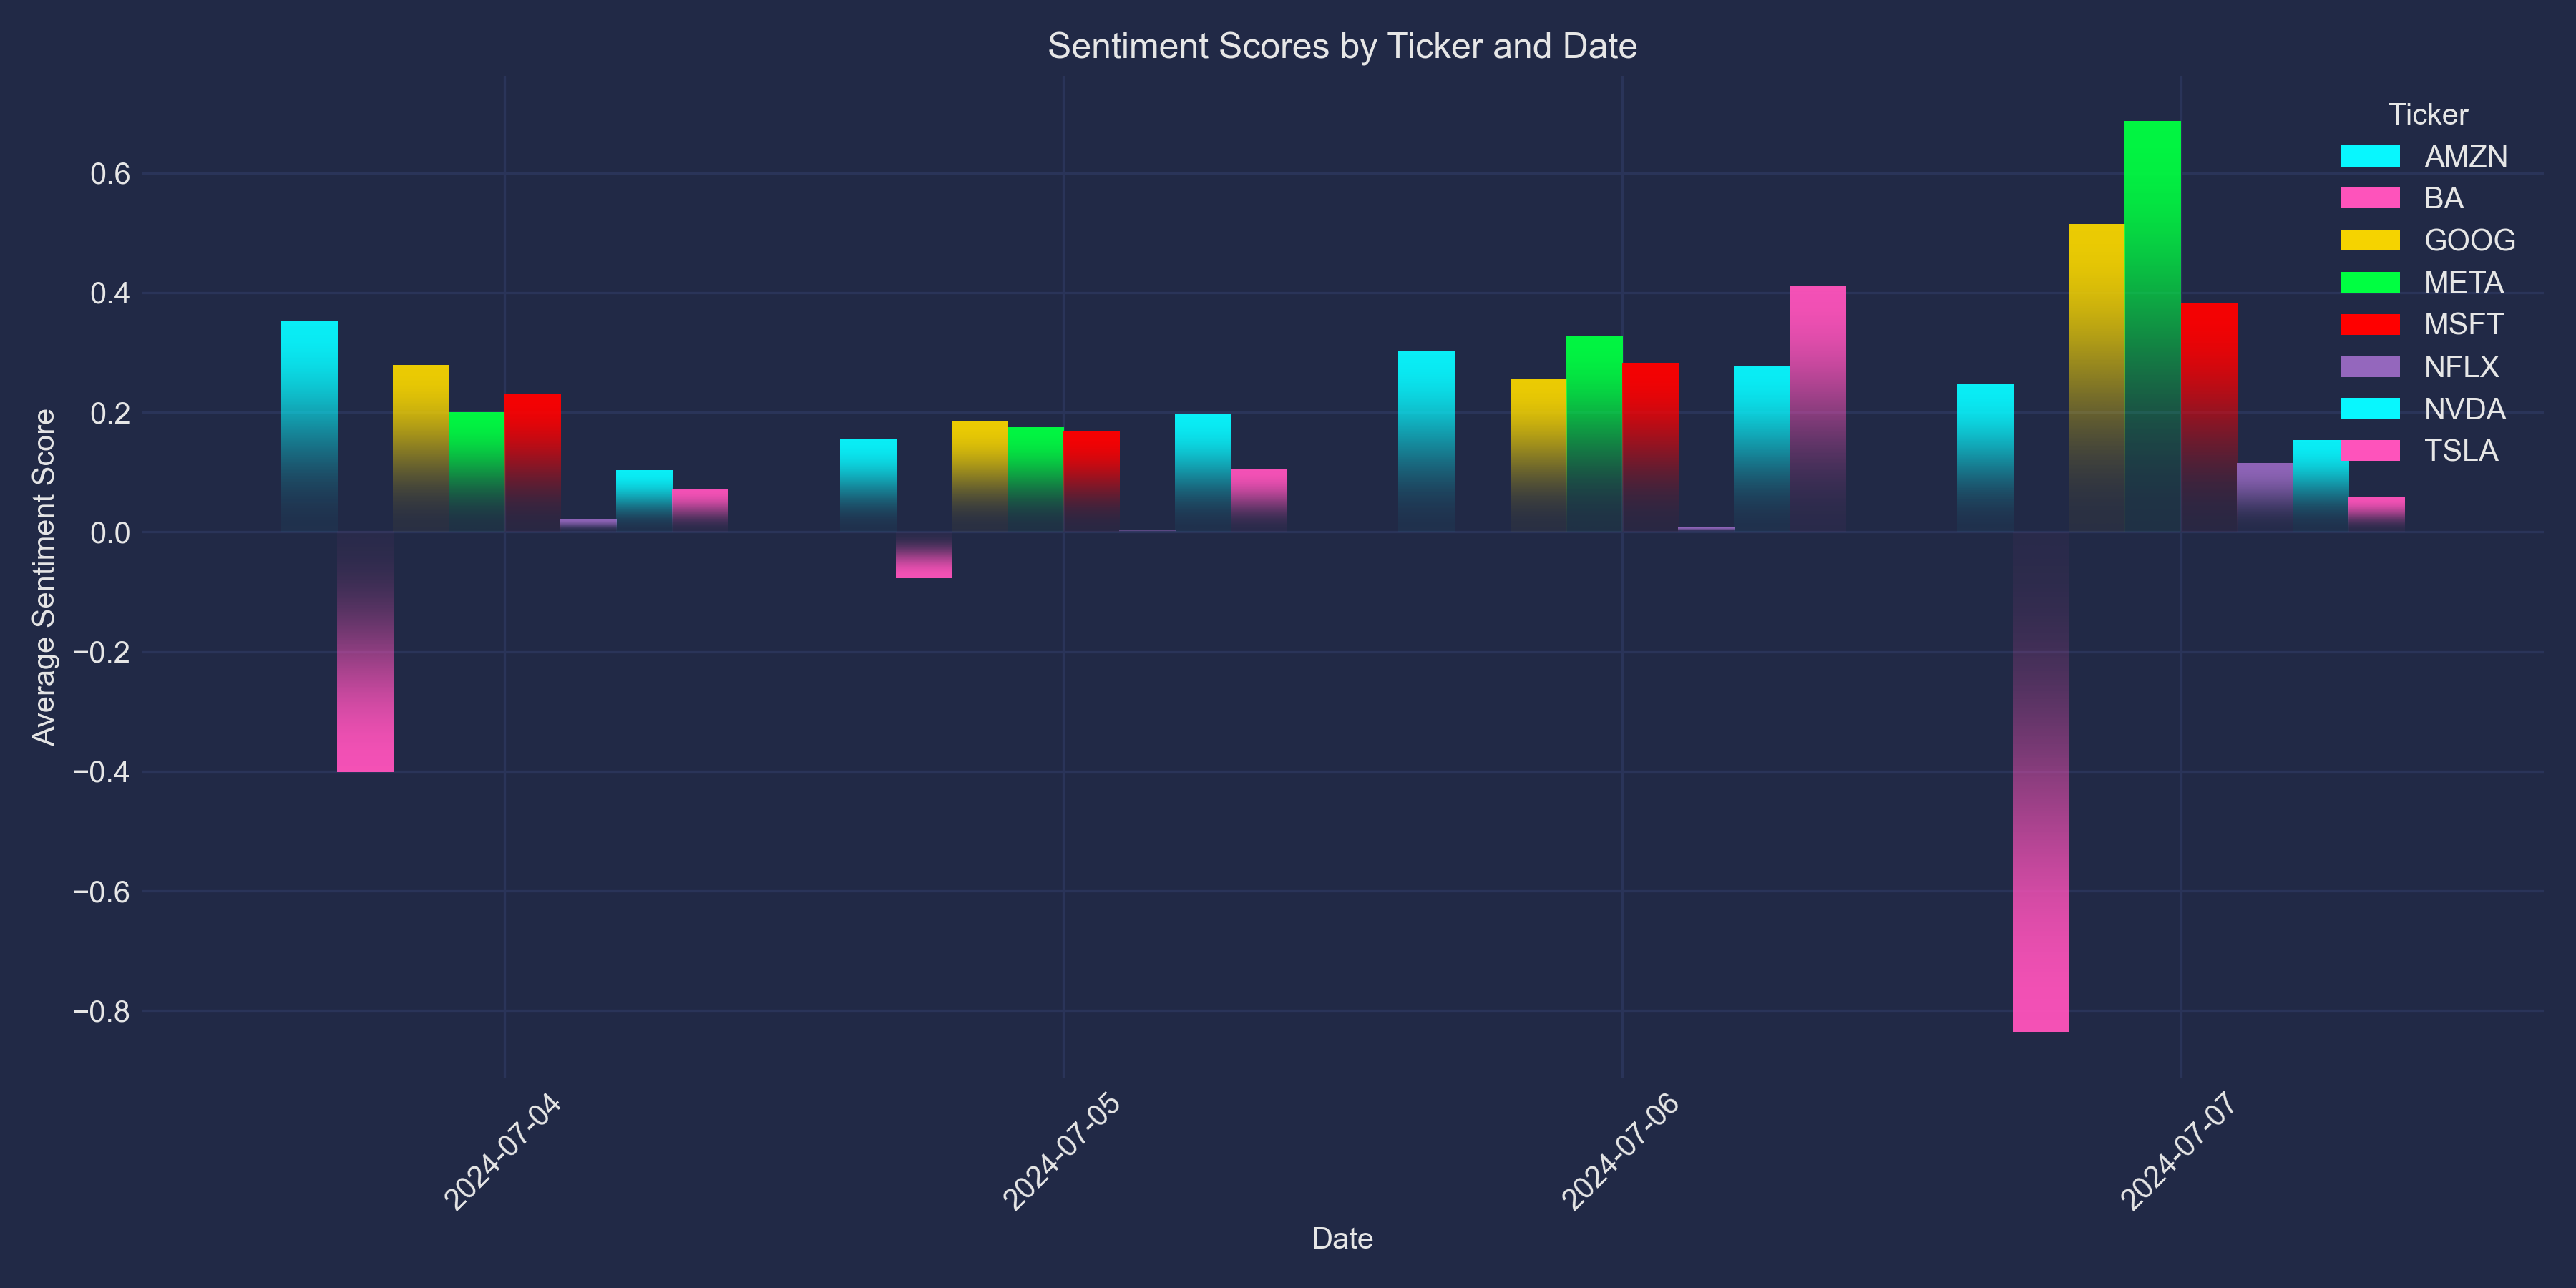 Sentiment Scores by Ticker and Date
Ticker
AMZN
BA
GOOG
META
MSFT
NFLX
NVDA
TSLA
Average Sentiment Score
0.6
0.4
0.2
0.0
−0.2
−0.4
−0.6
−0.8
2024-07-04
2024-07-05
2024-07-06
2024-07-07
Date